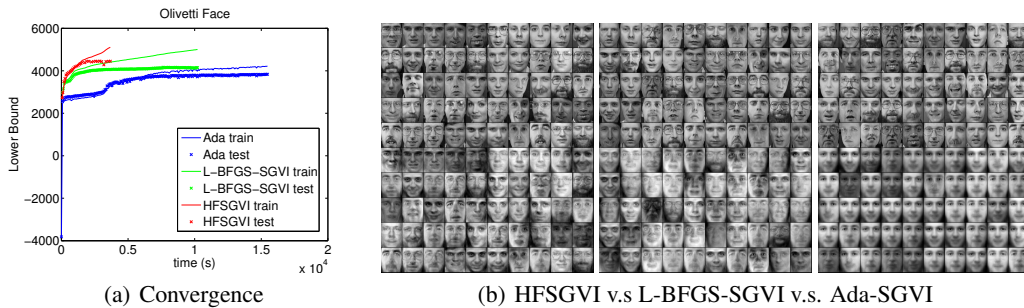 Olivetti Face
6000
4000
2000
0
−2000
−4000
Lower Bound
0
0.5
1
1.5
2
time (s)
x 10⁴
Ada train
Ada test
L−BFGS−SGVI train
L−BFGS−SGVI test
HFSGVI train
HFSGVI test
(a) Convergence
(b) HFSGVI v.s L-BFGS-SGVI v.s. Ada-SGVI